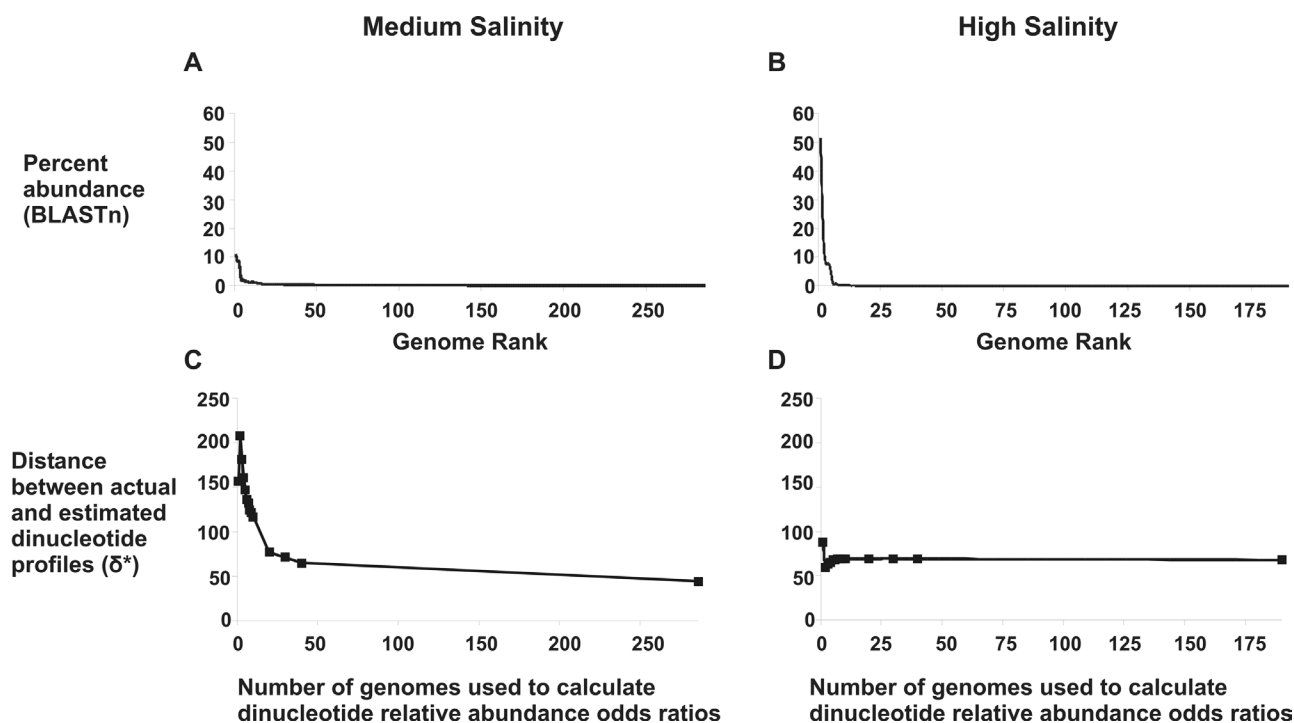 Medium Salinity
High Salinity
A
B
Percent
abundance
(BLASTn)
60
50
40
30
20
10
0
0 50 100 150 200 250
Genome Rank
60
50
40
30
20
10
0
0 25 50 75 100 125 150 175
Genome Rank
C
D
Distance
between actual
and estimated
dinucleotide
profiles (δ*)
250
200
150
100
50
0
0 50 100 150 200 250
Number of genomes used to calculate
dinucleotide relative abundance odds ratios
250
200
150
100
50
0
0 25 50 75 100 125 150 175
Number of genomes used to calculate
dinucleotide relative abundance odds ratios